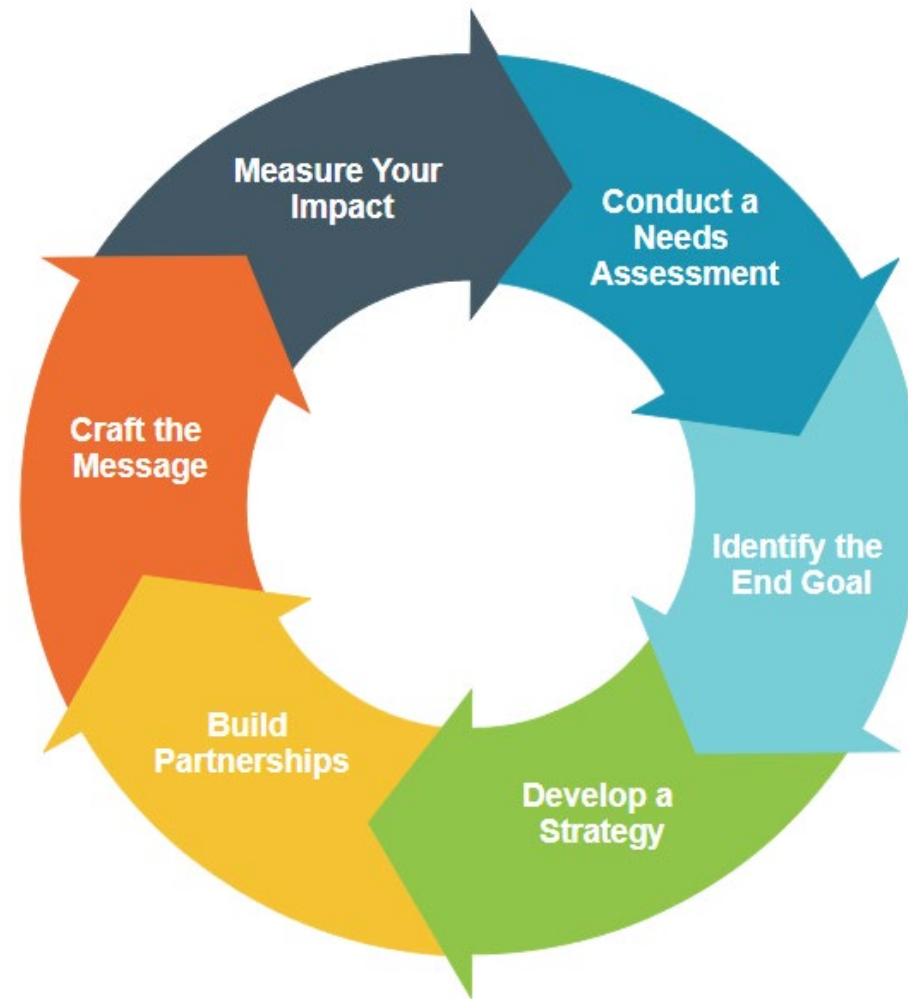 Measure Your
Impact
Conduct a
Needs
Assessment
Identify the
End Goal
Develop a
Strategy
Build
Partnerships
Craft the
Message